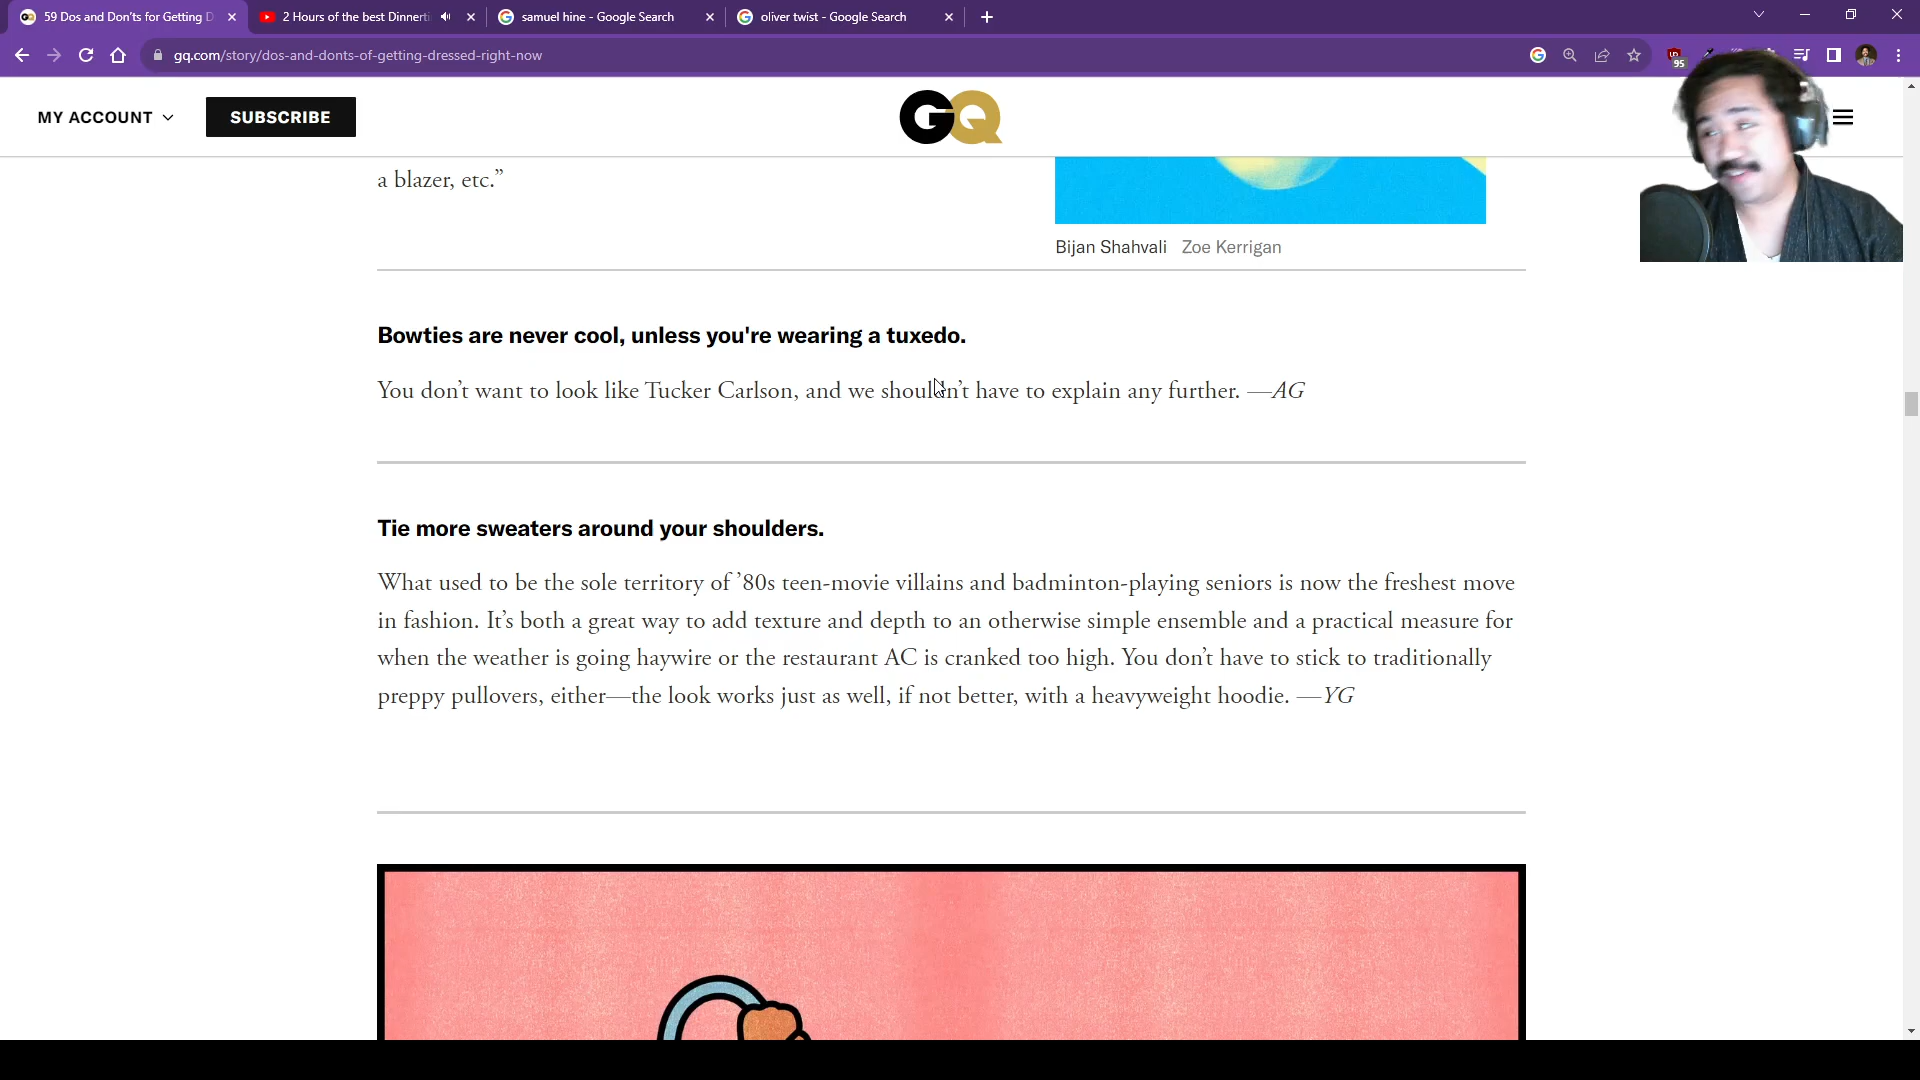 59 Dos and Don'ts for Getting D
2 Hours of the best Dinnerti
samuel hine - Google Search
oliver twist - Google Search
gq.com/story/dos-and-donts-of-getting-dressed-right-now
95
MY ACCOUNT
SUBSCRIBE
GQ
a blazer, etc.”
Bijan Shahvali Zoe Kerrigan
Bowties are never cool, unless you're wearing a tuxedo.
You don’t want to look like Tucker Carlson, and we shouldn’t have to explain any further. —AG
Tie more sweaters around your shoulders.
What used to be the sole territory of ’80s teen-movie villains and badminton-playing seniors is now the freshest move
in fashion. It’s both a great way to add texture and depth to an otherwise simple ensemble and a practical measure for
when the weather is going haywire or the restaurant AC is cranked too high. You don’t have to stick to traditionally
preppy pullovers, either—the look works just as well, if not better, with a heavyweight hoodie. —YG